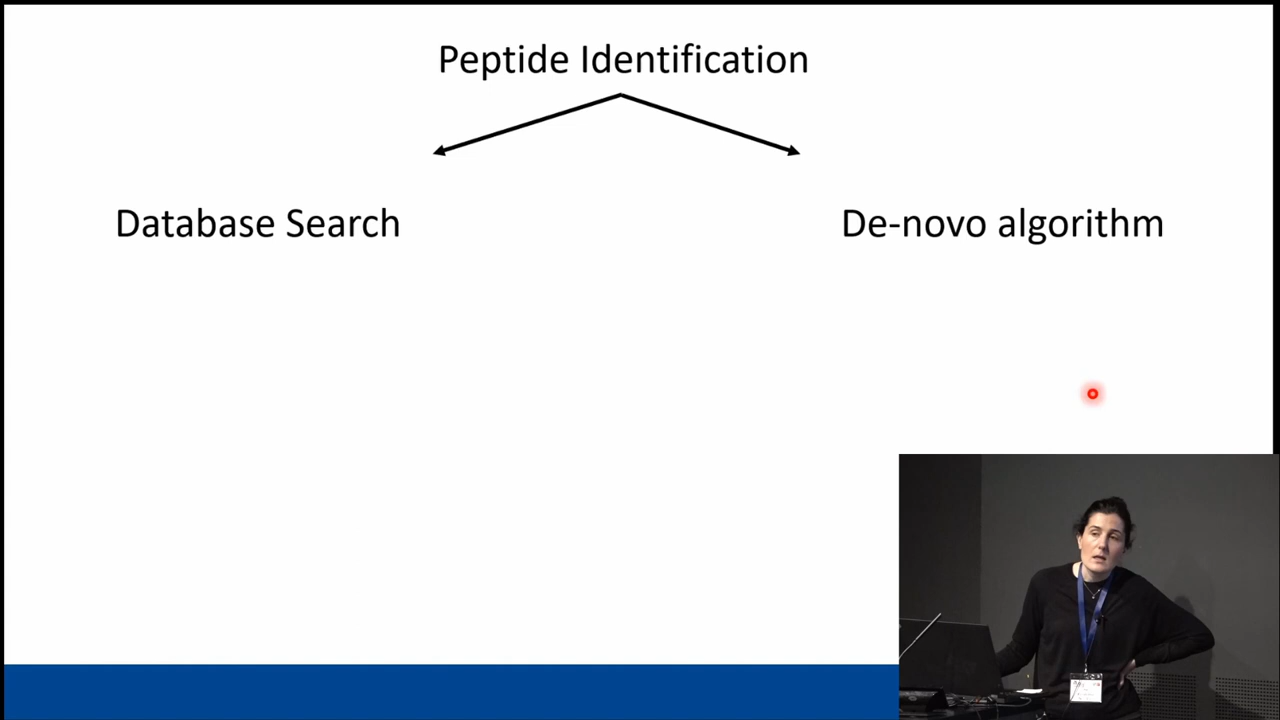 Peptide Identification
Database Search
De-novo algorithm